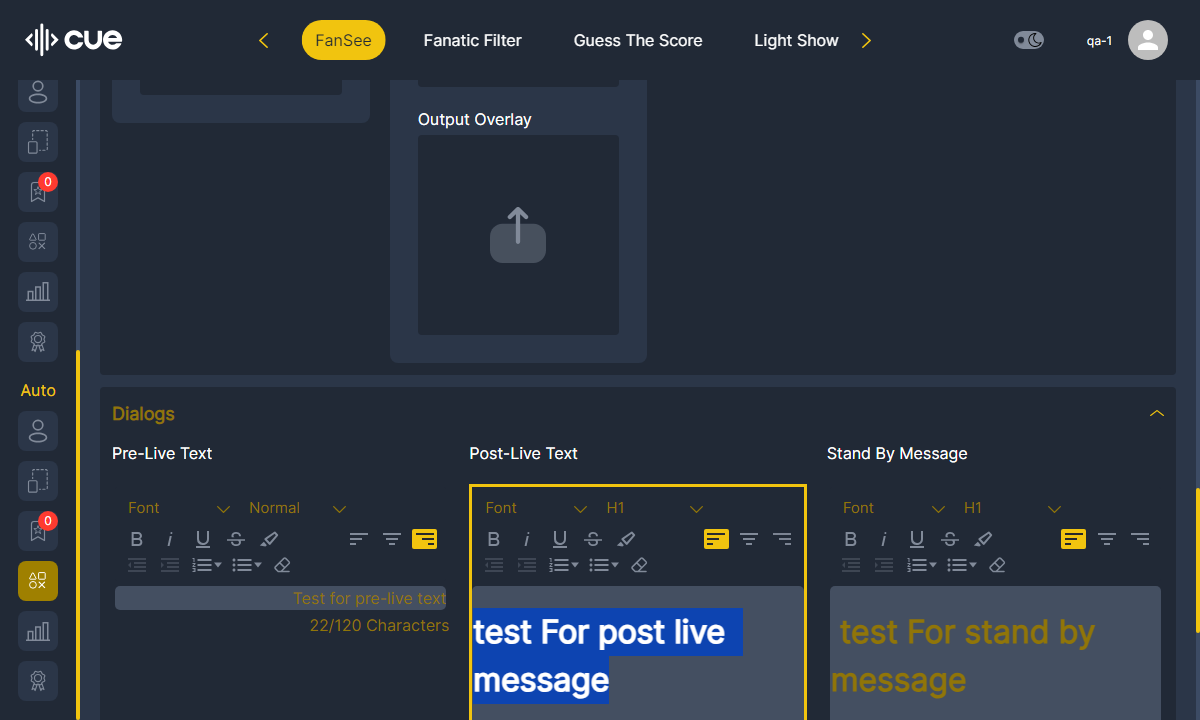 cue
FanSee
Fanatic Filter
Guess The Score
Light Show
qa-1
0
Auto
0
Output Overlay
Dialogs
Pre-Live Text
Post-Live Text
Stand By Message
Font
Normal
Font
H1
Font
H1
Test for pre-live text
22/120 Characters
test For post live
message
test For stand by
message